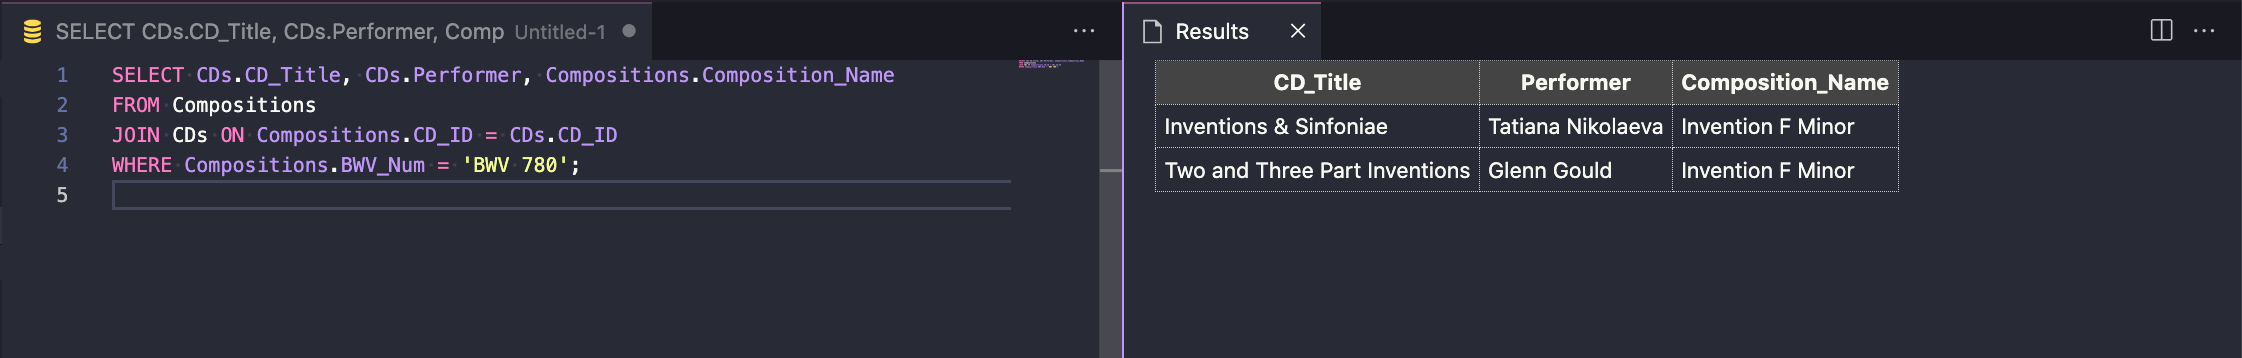 SELECT CDs.CD_Title, CDs.Performer, Comp Untitled-1
1 SELECT CDs.CD_Title, CDs.Performer, Compositions.Composition_Name
2 FROM Compositions
3 JOIN CDs ON Compositions.CD_ID = CDs.CD_ID
4 WHERE Compositions.BWV_Num = 'BWV 780';
5
Results
CD_Title Performer Composition_Name
Inventions & Sinfoniae Tatiana Nikolaeva Invention F Minor
Two and Three Part Inventions Glenn Gould Invention F Minor